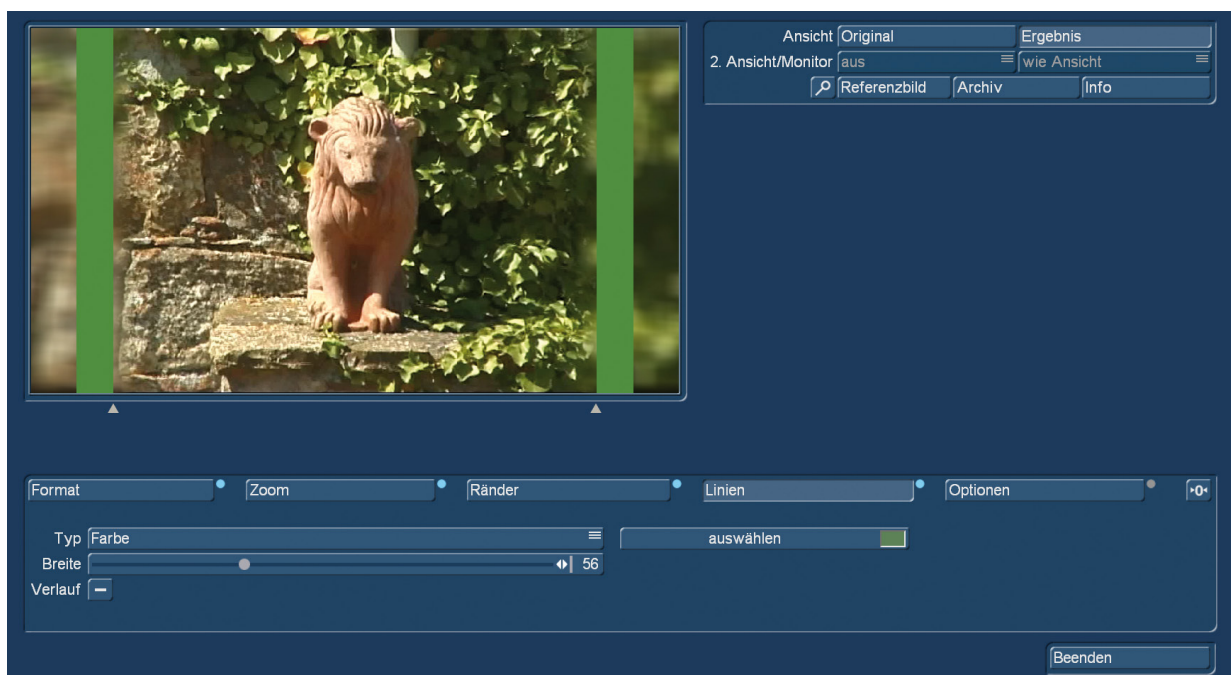 Ansicht Original Ergebnis
2. Ansicht/Monitor aus wie Ansicht
Referenzbild Archiv Info
Format Zoom Ränder Linien Optionen ▸0◂
Typ Farbe auswählen
Breite 56
Verlauf
Beenden